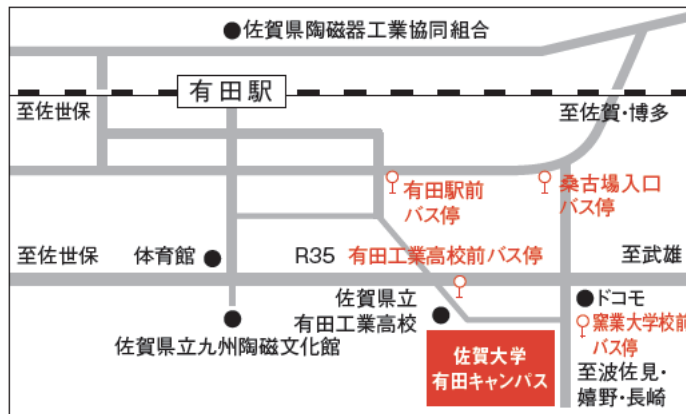 佐賀県陶磁器工業協同組合
有田駅
至佐世保
至佐賀・博多
有田駅前
バス停
桑古場入口
バス停
至佐世保
体育館
R35
有田工業高校前バス停
至武雄
佐賀県立
有田工業高校
ドコモ
窯業大学校前
バス停
佐賀県立九州陶磁文化館
佐賀大学
有田キャンパス
至波佐見・
嬉野・長崎